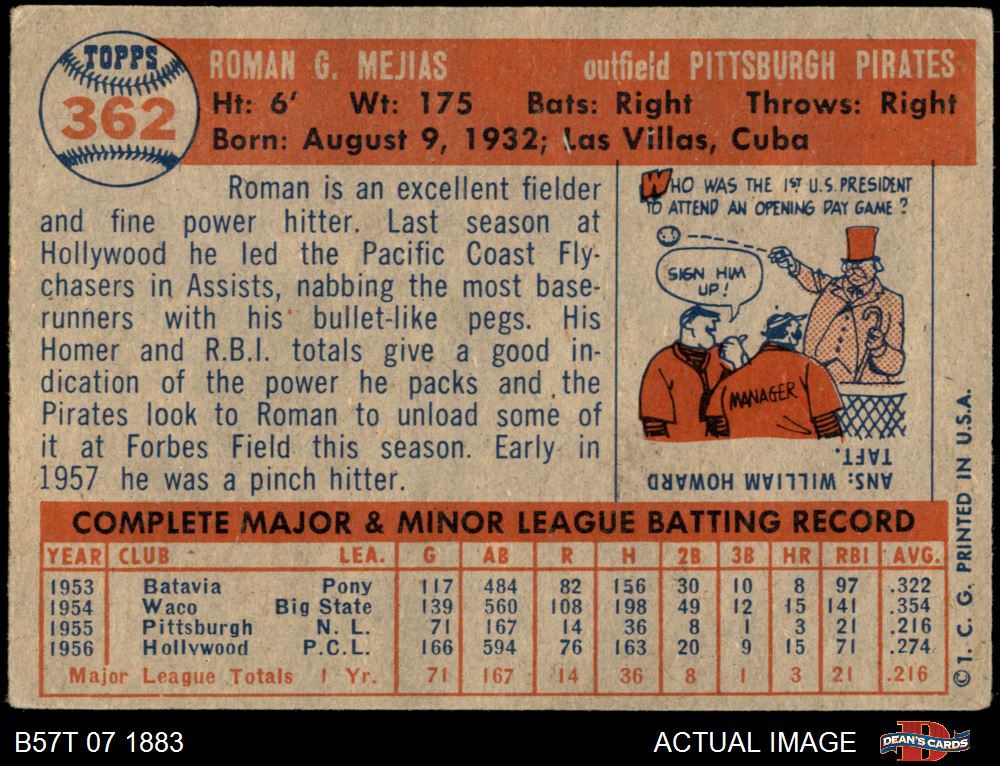 TOPPS
362
ROMAN G. MEJIAS outfield PITTSBURGH PIRATES
Ht: 6' Wt: 175 Bats: Right Throws: Right
Born: August 9, 1932; Las Villas, Cuba
Roman is an excellent fielder
and fine power hitter. Last season at
Hollywood he led the Pacific Coast Fly-
chasers in Assists, nabbing the most base-
runners with his bullet-like pegs. His
Homer and R.B.I. totals give a good in-
dication of the power he packs and the
Pirates look to Roman to unload some of
it at Forbes Field this season. Early in
1957 he was a pinch hitter.
WHO WAS THE 1ST U.S. PRESIDENT
TO ATTEND AN OPENING DAY GAME?
SIGN HIM
UP!
MANAGER
ANS: WILLIAM HOWARD
TAFT.
COMPLETE MAJOR & MINOR LEAGUE BATTING RECORD
YEAR CLUB LEA. G AB R H 2B 3B HR RBI AVG.
1953 Batavia Pony 117 484 82 156 30 10 8 97 .322
1954 Waco Big State 139 560 108 198 49 12 15 141 .354
1955 Pittsburgh N. L. 71 167 14 36 8 1 3 21 .216
1956 Hollywood P.C.L. 166 594 76 163 20 9 15 71 .274
Major League Totals 1 Yr. 71 167 14 36 8 1 3 21 .216
©T. C. G. PRINTED IN U.S.A.
B57T 07 1883 ACTUAL IMAGE
DEAN'S CARDS